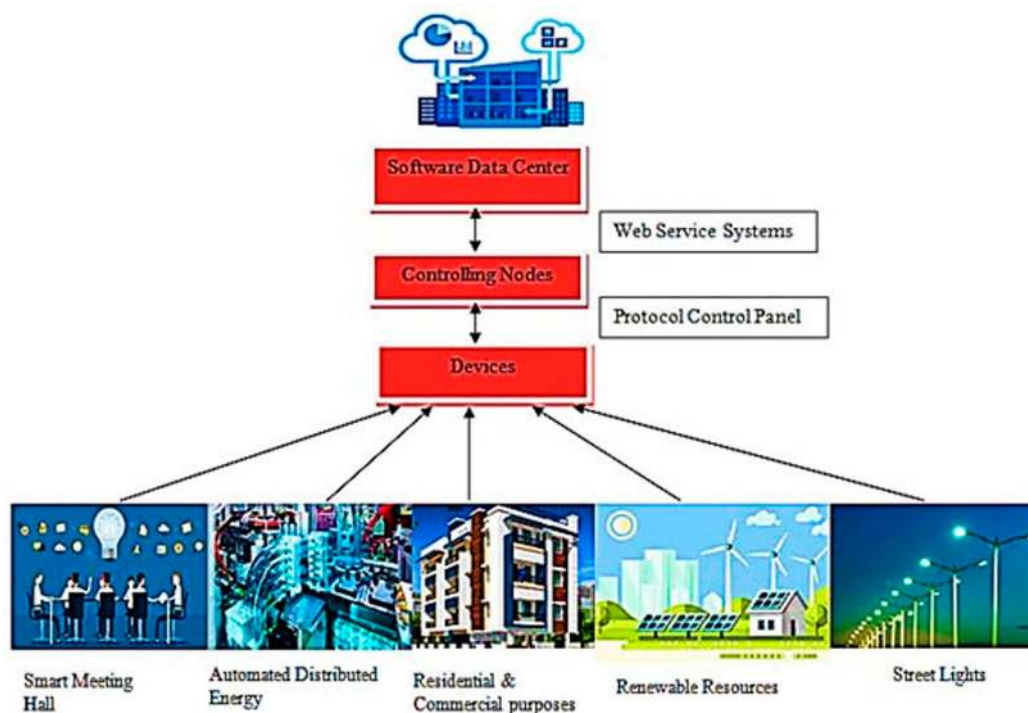 Software Data Center
Web Service Systems
Controlling Nodes
Protocol Control Panel
Devices
Smart Meeting
Hall
Automated Distributed
Energy
Residential &
Commercial purposes
Renewable Resources
Street Lights